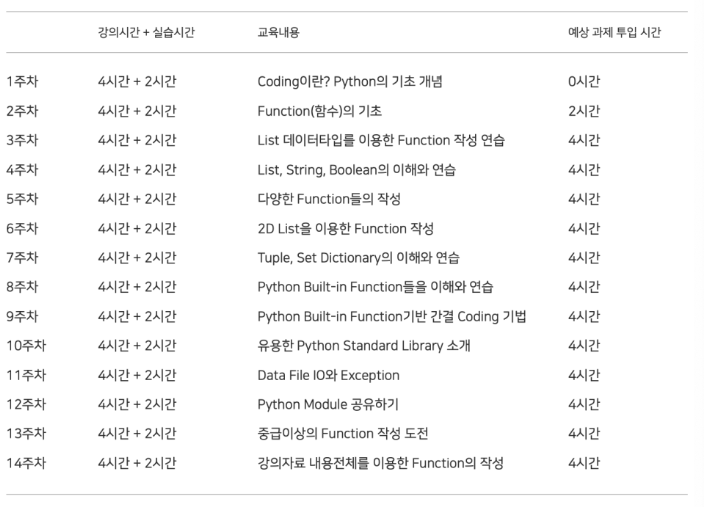 강의시간 + 실습시간 교육내용 예상 과제 투입 시간
1주차 4시간 + 2시간 Coding이란? Python의 기초 개념 0시간
2주차 4시간 + 2시간 Function(함수)의 기초 2시간
3주차 4시간 + 2시간 List 데이터타입를 이용한 Function 작성 연습 4시간
4주차 4시간 + 2시간 List, String, Boolean의 이해와 연습 4시간
5주차 4시간 + 2시간 다양한 Function들의 작성 4시간
6주차 4시간 + 2시간 2D List을 이용한 Function 작성 4시간
7주차 4시간 + 2시간 Tuple, Set Dictionary의 이해와 연습 4시간
8주차 4시간 + 2시간 Python Built-in Function들을 이해와 연습 4시간
9주차 4시간 + 2시간 Python Built-in Function기반 간결 Coding 기법 4시간
10주차 4시간 + 2시간 유용한 Python Standard Library 소개 4시간
11주차 4시간 + 2시간 Data File IO와 Exception 4시간
12주차 4시간 + 2시간 Python Module 공유하기 4시간
13주차 4시간 + 2시간 중급이상의 Function 작성 도전 4시간
14주차 4시간 + 2시간 강의자료 내용전체를 이용한 Function의 작성 4시간